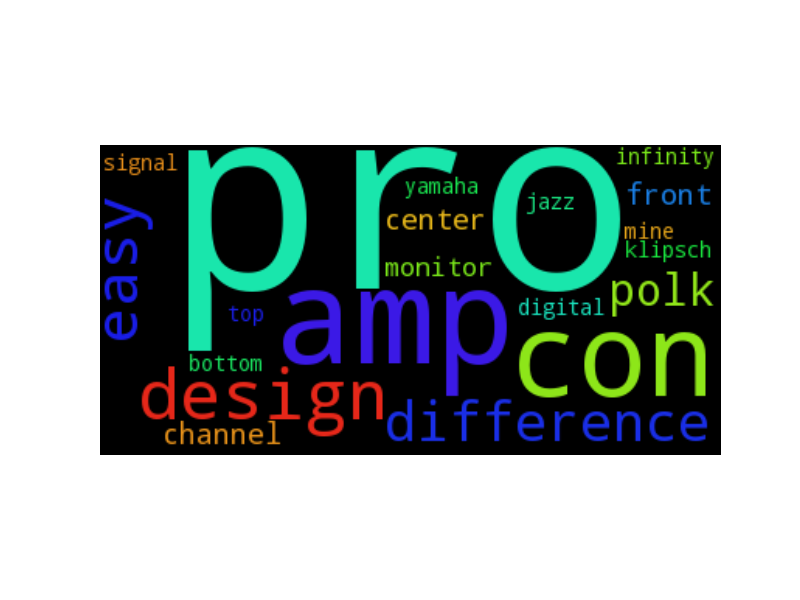 signal
pro
infinity
yamaha
jazz
front
easy
center
mine
klipsch
monitor
polk
top
amp
digital
bottom
con
design
difference
channel